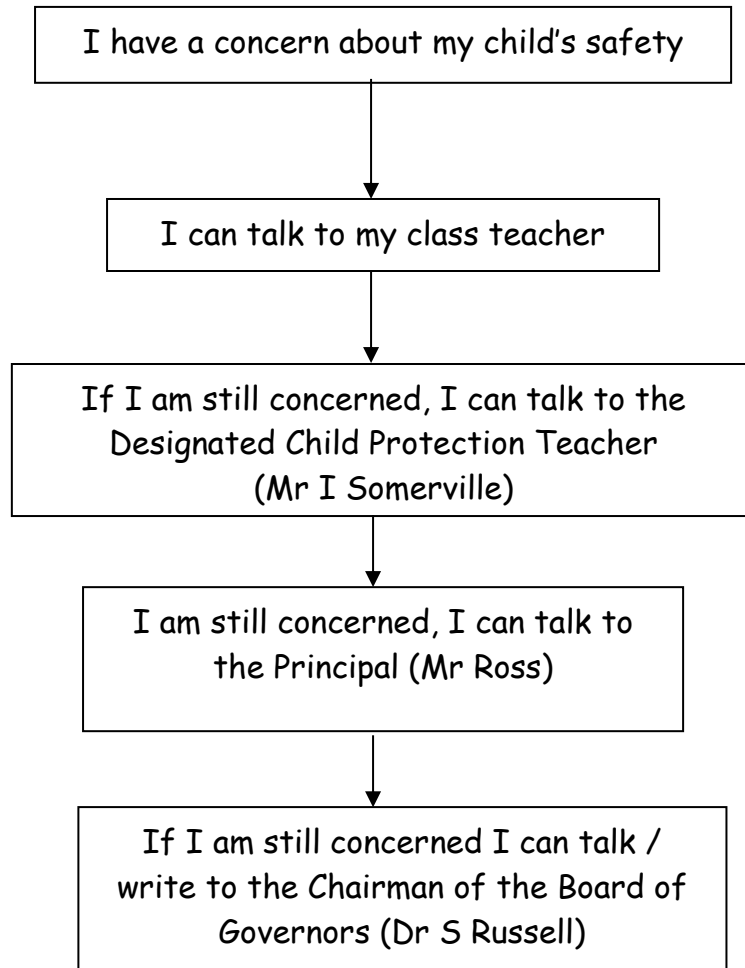 I have a concern about my child's safety
I can talk to my class teacher
If I am still concerned, I can talk to the
Designated Child Protection Teacher
(Mr I Somerville)
I am still concerned, I can talk to
the Principal (Mr Ross)
If I am still concerned I can talk /
write to the Chairman of the Board of
Governors (Dr S Russell)